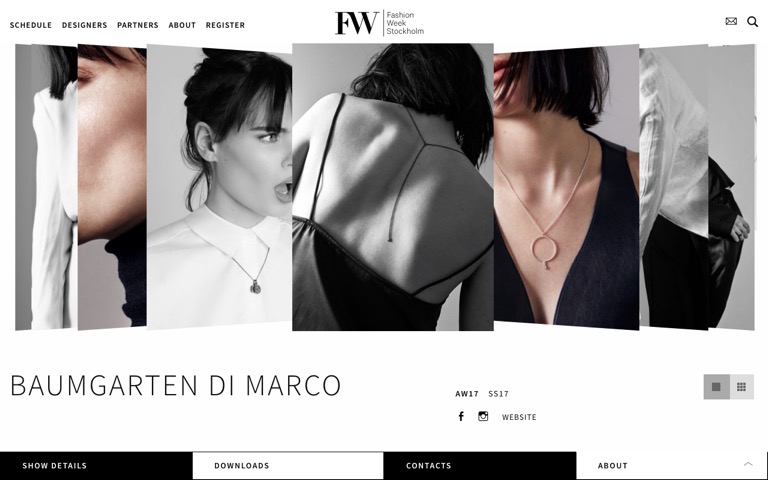 SCHEDULE DESIGNERS PARTNERS ABOUT REGISTER
FW Fashion
Week
Stockholm
BAUMGARTEN DI MARCO
AW17 SS17
WEBSITE
SHOW DETAILS DOWNLOADS CONTACTS ABOUT